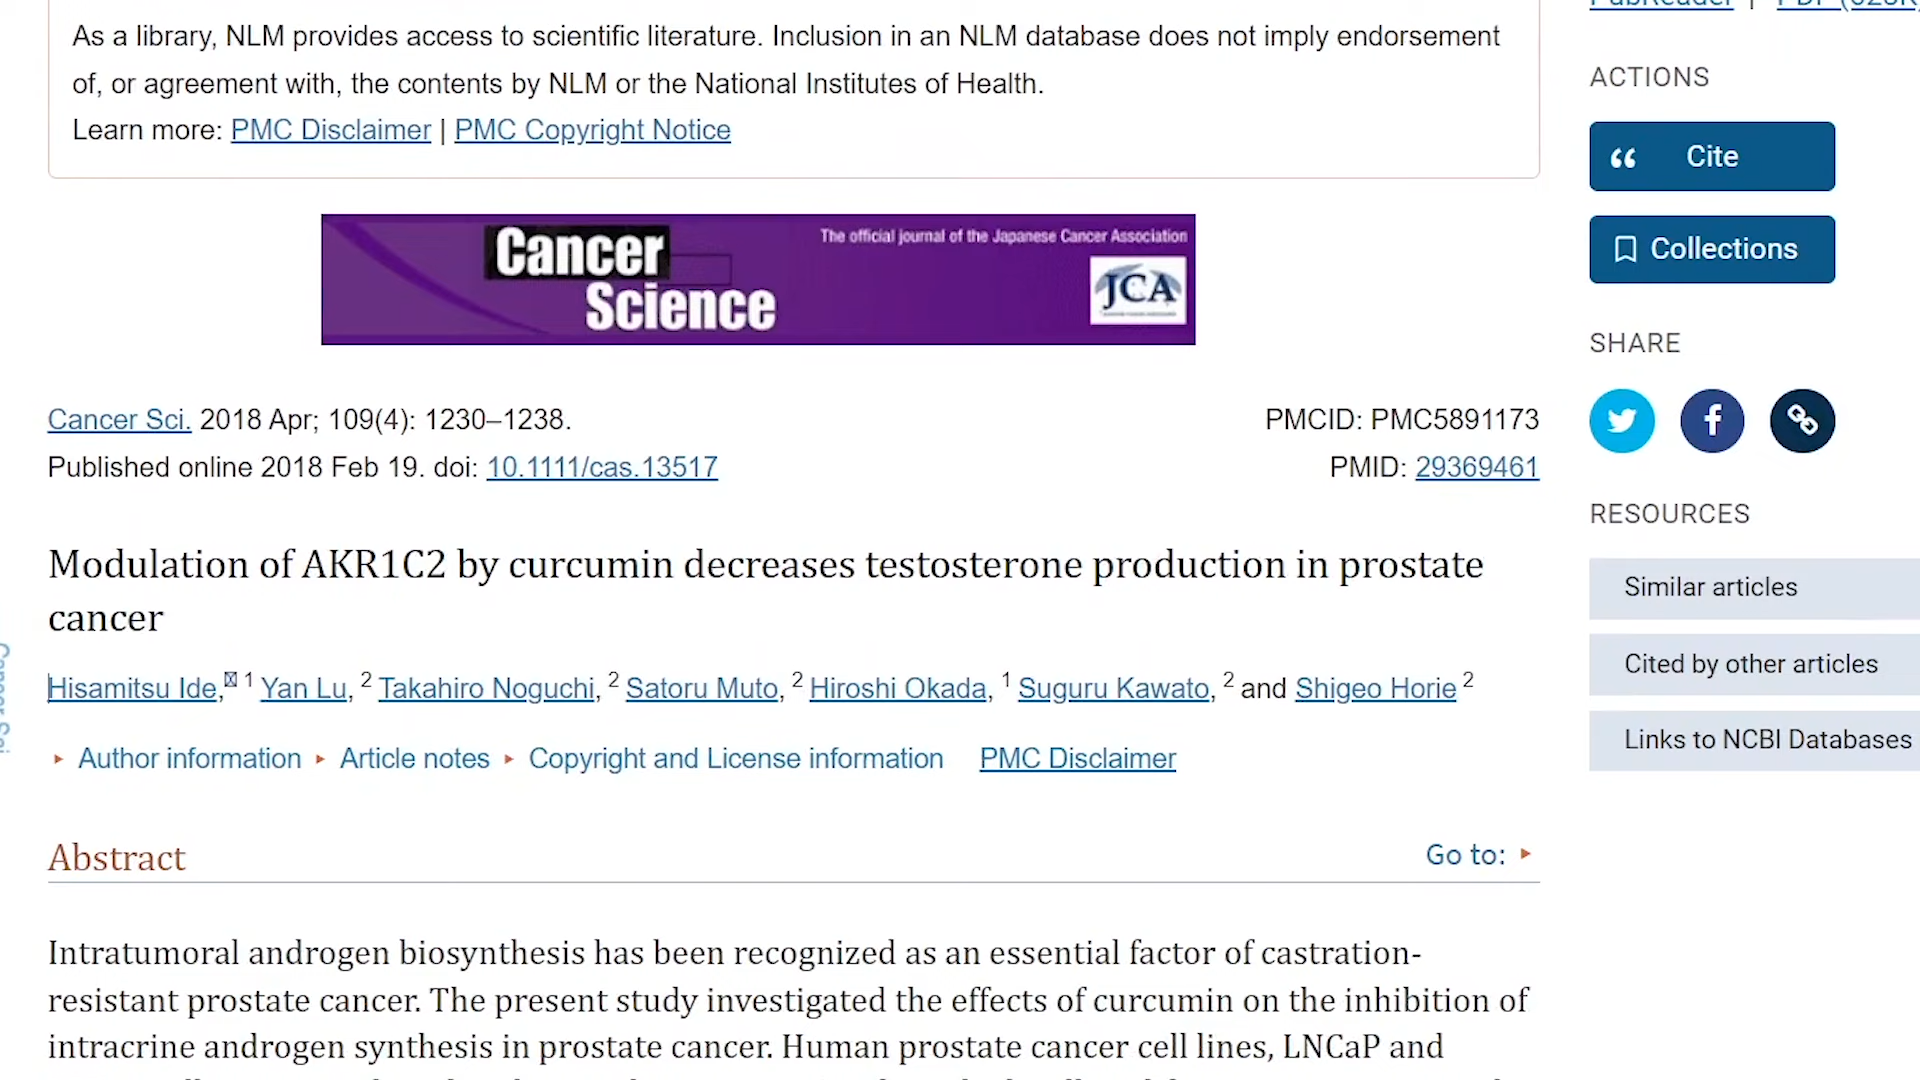 PubReader | PDF (623K)
As a library, NLM provides access to scientific literature. Inclusion in an NLM database does not imply endorsement
of, or agreement with, the contents by NLM or the National Institutes of Health.
Learn more: PMC Disclaimer | PMC Copyright Notice
Cancer
Science
The official journal of the Japanese Cancer Association
JCA
Cancer Sci. 2018 Apr; 109(4): 1230–1238.
PMCID: PMC5891173
Published online 2018 Feb 19. doi: 10.1111/cas.13517
PMID: 29369461
Modulation of AKR1C2 by curcumin decreases testosterone production in prostate
cancer
Hisamitsu Ide, 1 Yan Lu, 2 Takahiro Noguchi, 2 Satoru Muto, 2 Hiroshi Okada, 1 Suguru Kawato, 2 and Shigeo Horie 2
Author information Article notes Copyright and License information PMC Disclaimer
Abstract
Go to:
Intratumoral androgen biosynthesis has been recognized as an essential factor of castration-
resistant prostate cancer. The present study investigated the effects of curcumin on the inhibition of
intracrine androgen synthesis in prostate cancer. Human prostate cancer cell lines, LNCaP and
ACTIONS
Cite
Collections
SHARE
RESOURCES
Similar articles
Cited by other articles
Links to NCBI Databases
Cancer Sci